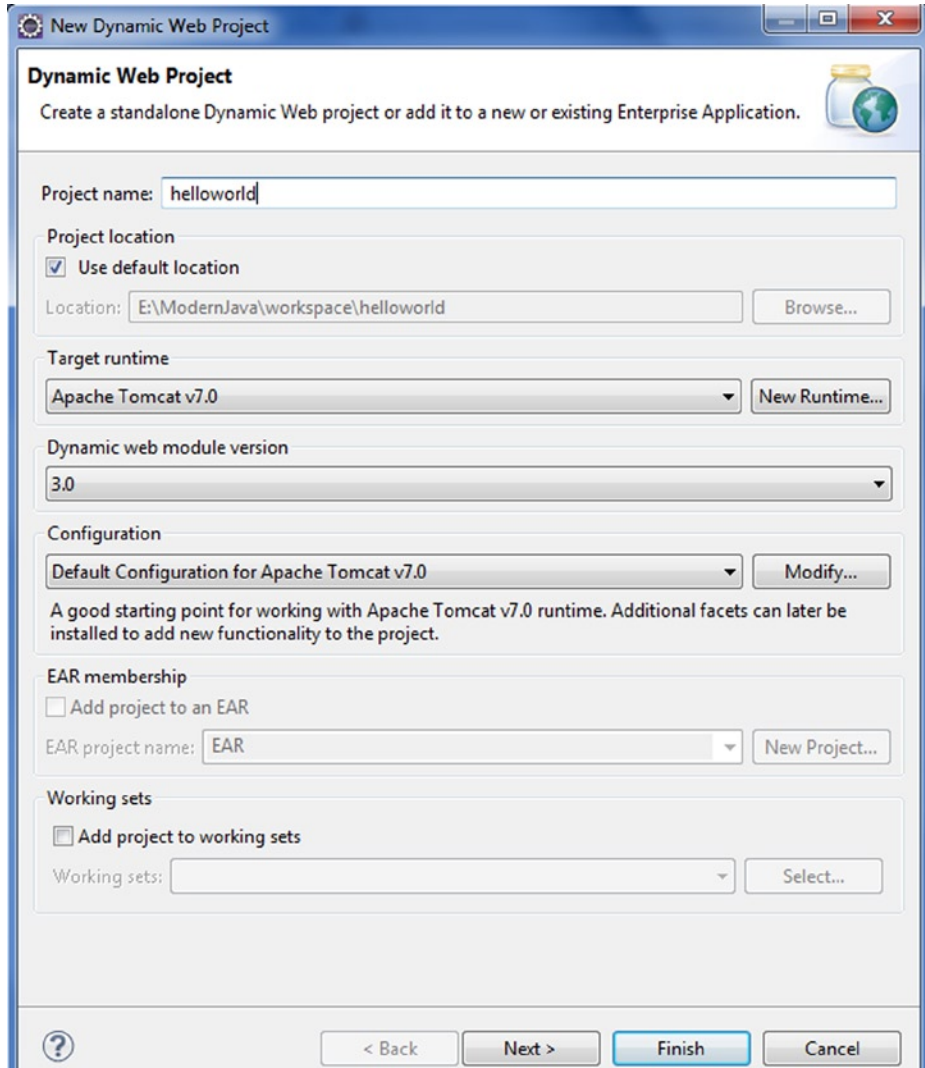 New Dynamic Web Project
Dynamic Web Project
Create a standalone Dynamic Web project or add it to a new or existing Enterprise Application.
Project name: helloworld
Project location
Use default location
Location: E:\ModernJava\workspace\helloworld Browse...
Target runtime
Apache Tomcat v7.0 New Runtime...
Dynamic web module version
3.0
Configuration
Default Configuration for Apache Tomcat v7.0 Modify...
A good starting point for working with Apache Tomcat v7.0 runtime. Additional facets can later be
installed to add new functionality to the project.
EAR membership
Add project to an EAR
EAR project name: EAR New Project...
Working sets
Add project to working sets
Working sets: Select...
? < Back Next > Finish Cancel